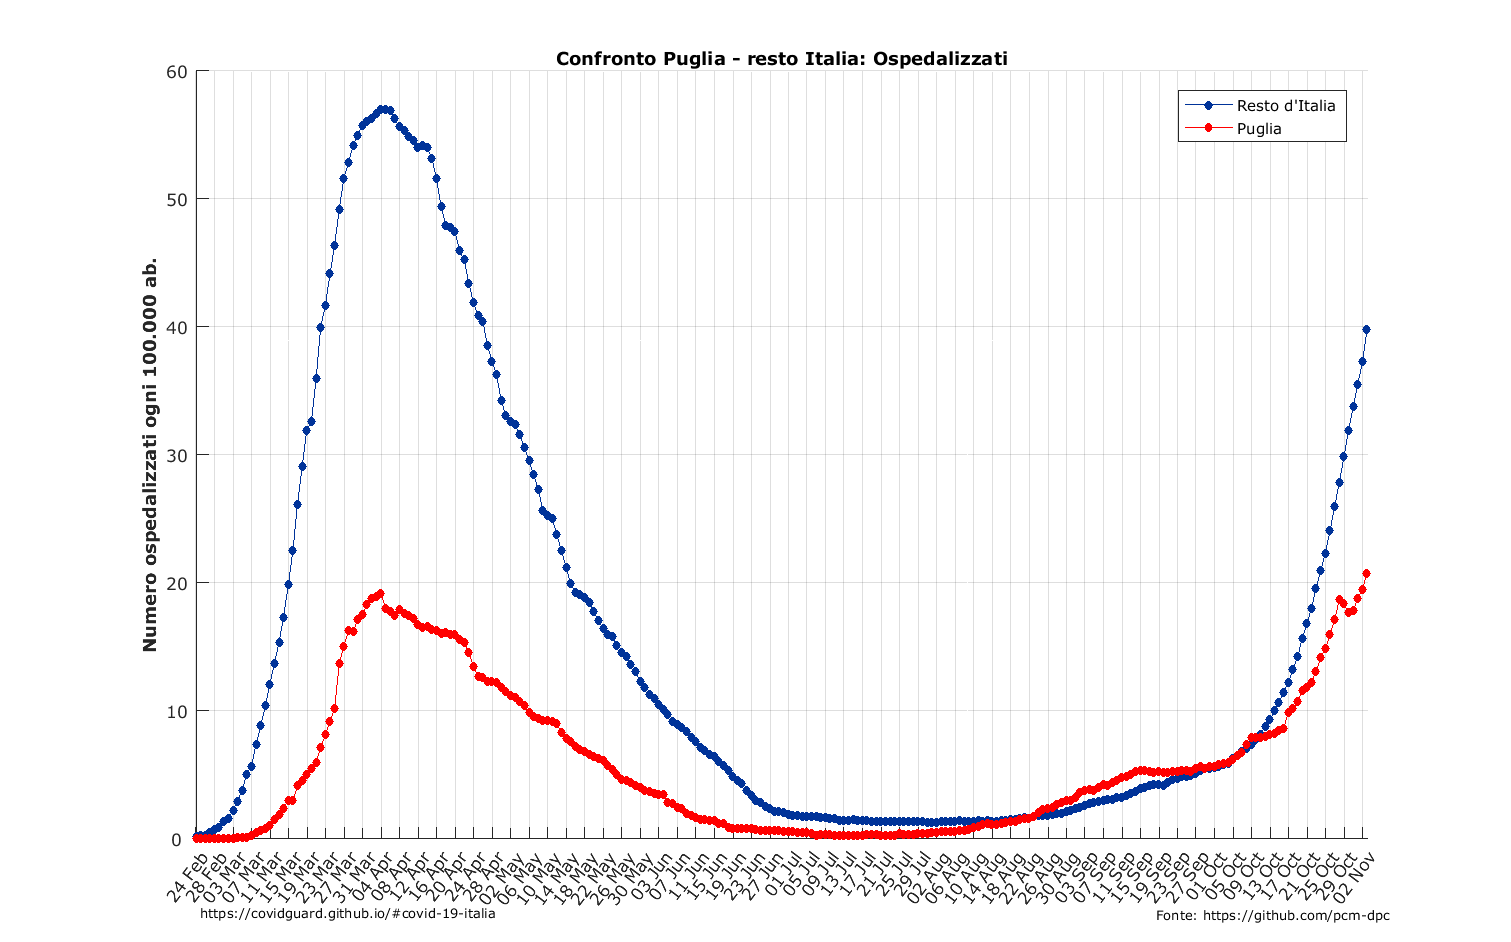 Confronto Puglia - resto Italia: Ospedalizzati
Numero ospedalizzati ogni 100.000 ab.
60
50
40
30
20
10
0
Resto d'Italia
Puglia
24 Feb
28 Feb
03 Mar
07 Mar
11 Mar
15 Mar
19 Mar
23 Mar
27 Mar
31 Mar
04 Apr
08 Apr
12 Apr
16 Apr
20 Apr
24 Apr
28 Apr
02 May
06 May
10 May
14 May
18 May
22 May
26 May
30 May
03 Jun
07 Jun
11 Jun
15 Jun
19 Jun
23 Jun
27 Jun
01 Jul
05 Jul
09 Jul
13 Jul
17 Jul
21 Jul
25 Jul
29 Jul
02 Aug
06 Aug
10 Aug
14 Aug
18 Aug
22 Aug
26 Aug
30 Aug
03 Sep
07 Sep
11 Sep
15 Sep
19 Sep
23 Sep
27 Sep
01 Oct
05 Oct
09 Oct
13 Oct
17 Oct
21 Oct
25 Oct
29 Oct
02 Nov
https://covidguard.github.io/#covid-19-italia
Fonte: https://github.com/pcm-dpc